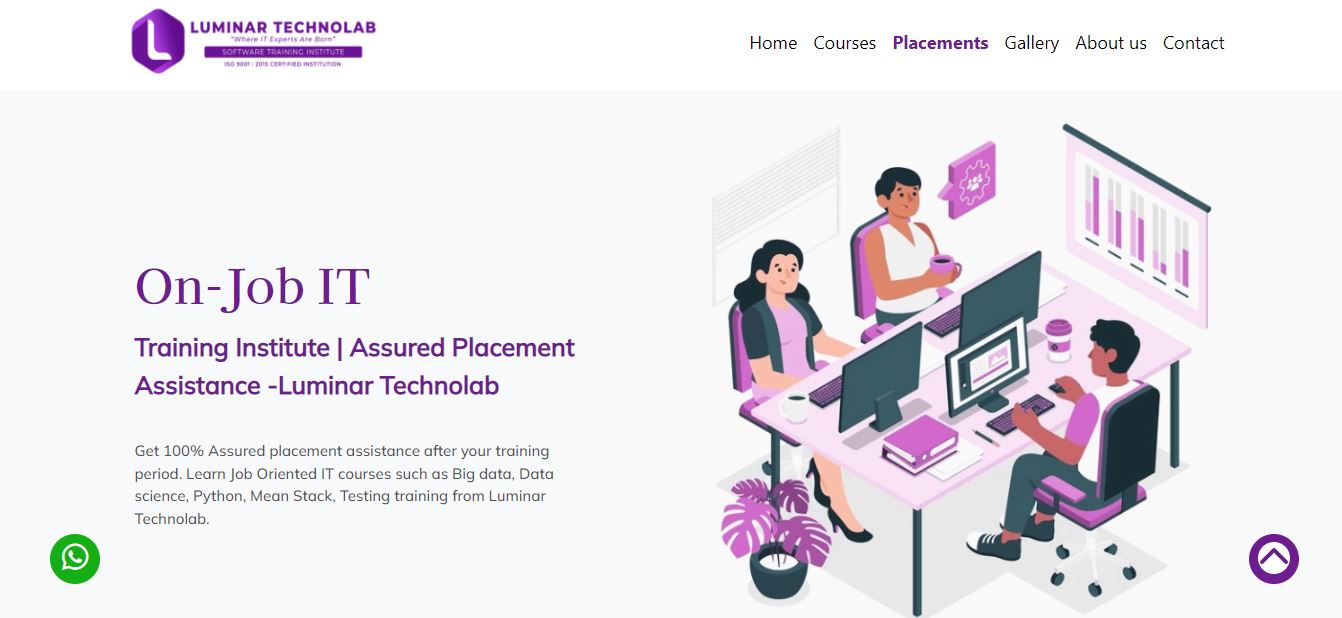 LUMINAR TECHNOLAB
"Where IT Experts Are Born"
SOFTWARE TRAINING INSTITUTE
ISO 9001 : 2015 CERTIFIED INSTITUTION
Home Courses Placements Gallery About us Contact
On-Job IT
Training Institute | Assured Placement
Assistance -Luminar Technolab
Get 100% Assured placement assistance after your training
period. Learn Job Oriented IT courses such as Big data, Data
science, Python, Mean Stack, Testing training from Luminar
Technolab.